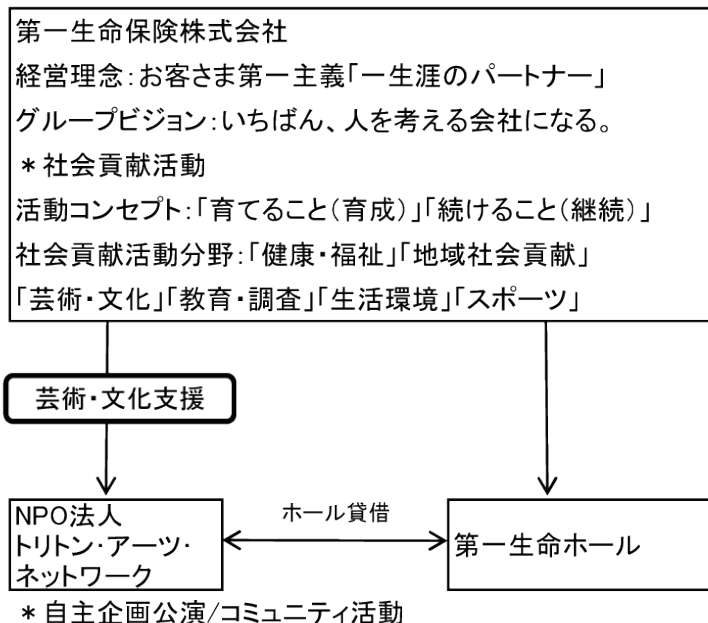 第一生命保険株式会社
経営理念:お客さま第一主義「一生涯のパートナー」
グループビジョン:いちばん、人を考える会社になる。
*社会貢献活動
活動コンセプト:「育てること(育成)」「続けること(継続)」
社会貢献活動分野:「健康・福祉」「地域社会貢献」
「芸術・文化」「教育・調査」「生活環境」「スポーツ」
芸術・文化支援
NPO法人
トリトン・アーツ・
ネットワーク
ホール貸借
第一生命ホール
*自主企画公演/コミュニティ活動